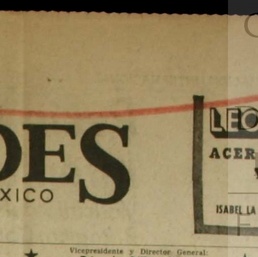 DES
XICO
LEO
ACER
ISABEL LA
Vicepresidente y Director General: